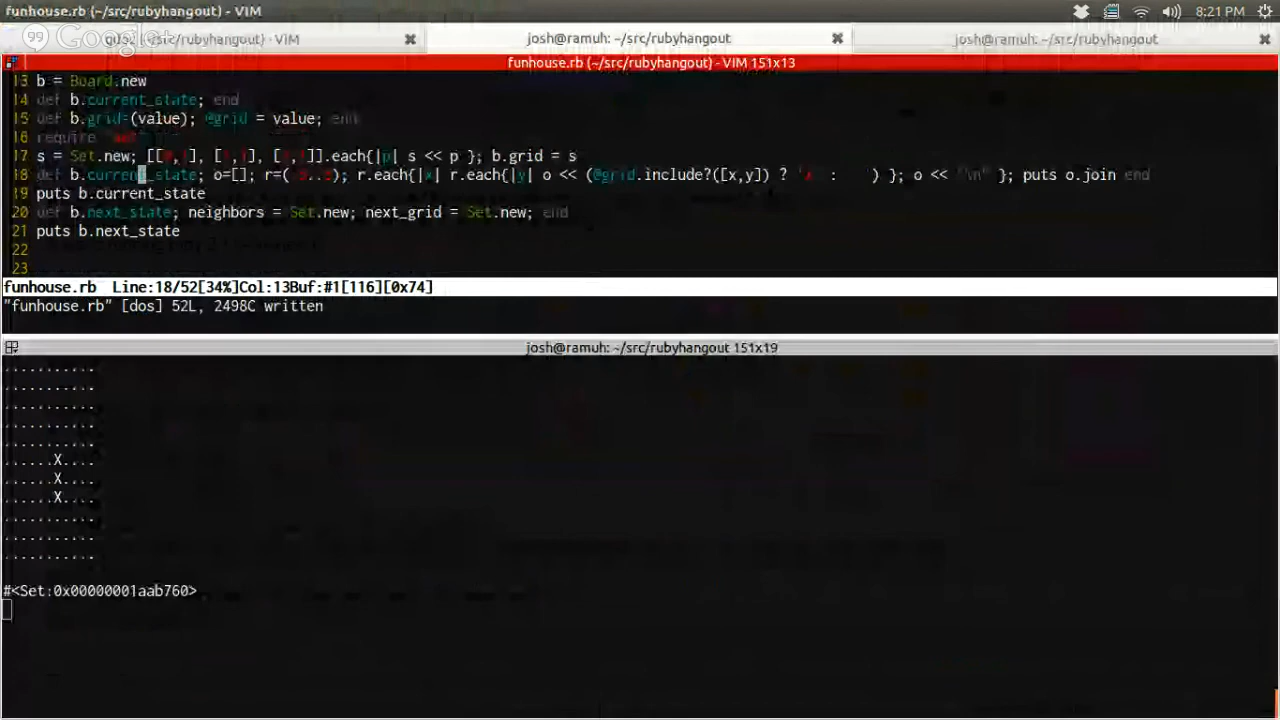 funhouse.rb (~/src/rubyhangout) - VIM
8:21 PM
Google+
(~/src/rubyhangout) - VIM
josh@ramuh: ~/src/rubyhangout
josh@ramuh: ~/src/rubyhangout
funhouse.rb (~/src/rubyhangout) - VIM 151x13
13 b = Board.new
14 def b.current_state; end
15 def b.grid=(value); @grid = value; end
16 require
17 s = Set.new; [[ , ], [ , ], [ , ]].each{|p| s << p }; b.grid = s
18 def b.current_state; o=[]; r=( .. ); r.each{|x| r.each{|y| o << (@grid.include?([x,y]) ? : ) }; o << "\n" }; puts o.join end
19 puts b.current_state
20 def b.next_state; neighbors = Set.new; next_grid = Set.new; end
21 puts b.next_state
22
23
funhouse.rb Line:18/52[34%]Col:13Buf:#1[116][0x74]
"funhouse.rb" [dos] 52L, 2498C written
josh@ramuh: ~/src/rubyhangout 151x19
...........
...........
...........
...........
...........
......X....
......X....
......X....
...........
...........
...........
#<Set:0x00000001aab760>